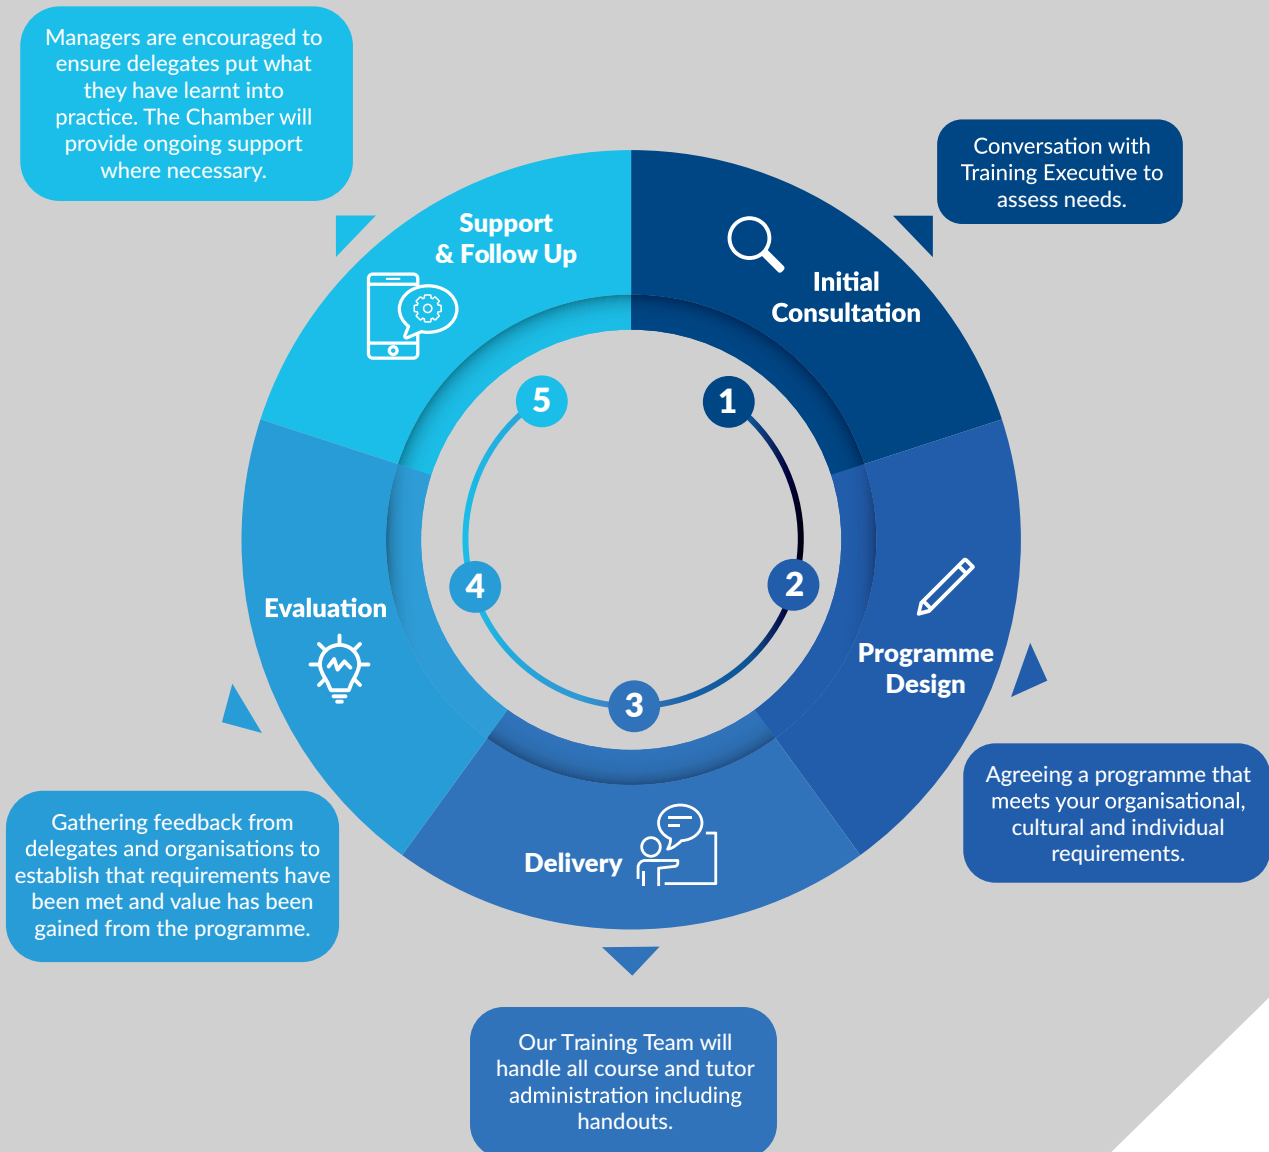 Managers are encouraged to
ensure delegates put what
they have learnt into
practice. The Chamber will
provide ongoing support
where necessary.
Conversation with
Training Executive to
assess needs.
Support
& Follow Up
Initial
Consultation
5
1
4
2
3
Evaluation
Programme
Design
Delivery
Agreeing a programme that
meets your organisational,
cultural and individual
requirements.
Gathering feedback from
delegates and organisations to
establish that requirements have
been met and value has been
gained from the programme.
Our Training Team will
handle all course and tutor
administration including
handouts.